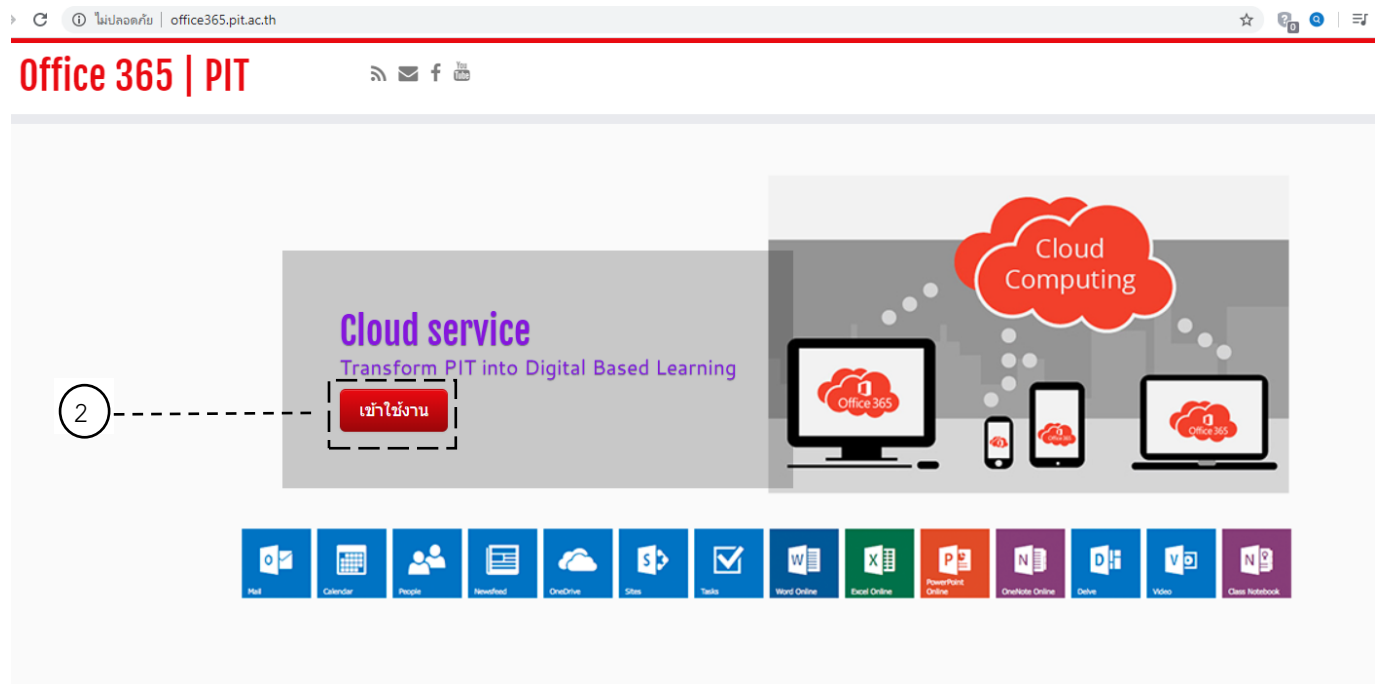 ไม่ปลอดภัย | office365.pit.ac.th
0
Office 365 | PIT
You Tube
Cloud Computing
Cloud service
Transform PIT into Digital Based Learning
2
เข้าใช้งาน
Office 365
Office 365
Office 365
Mail
Calendar
People
Newsfeed
OneDrive
Sites
Tasks
Word Online
Excel Online
PowerPoint Online
OneNote Online
Delve
Video
Class Notebook